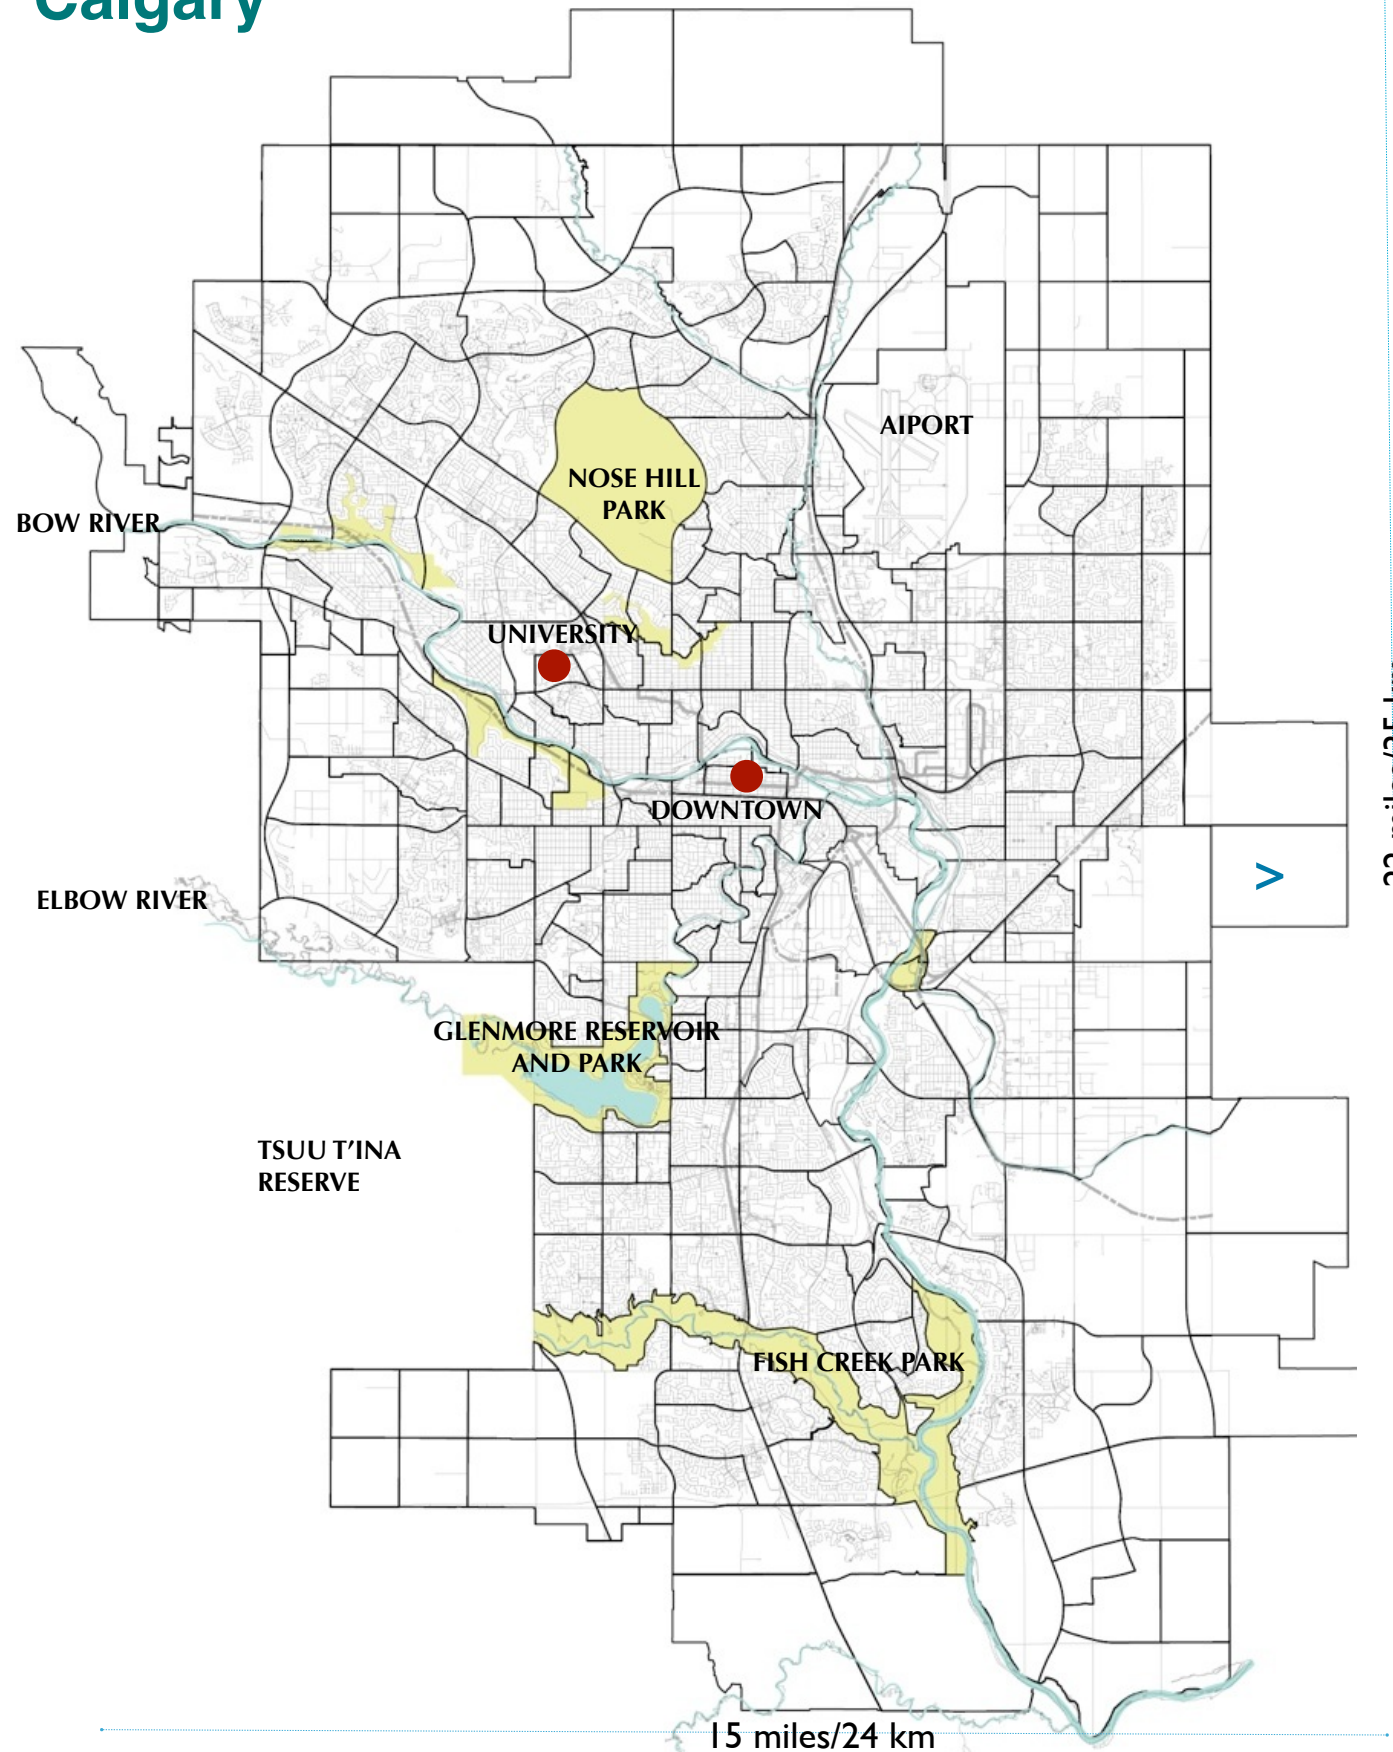 Calgary
AIPORT
NOSE HILL
PARK
BOW RIVER
UNIVERSITY
DOWNTOWN
>
ELBOW RIVER
GLENMORE RESERVOIR
AND PARK
TSUU T'INA
RESERVE
FISH CREEK PARK
15 miles/24 km